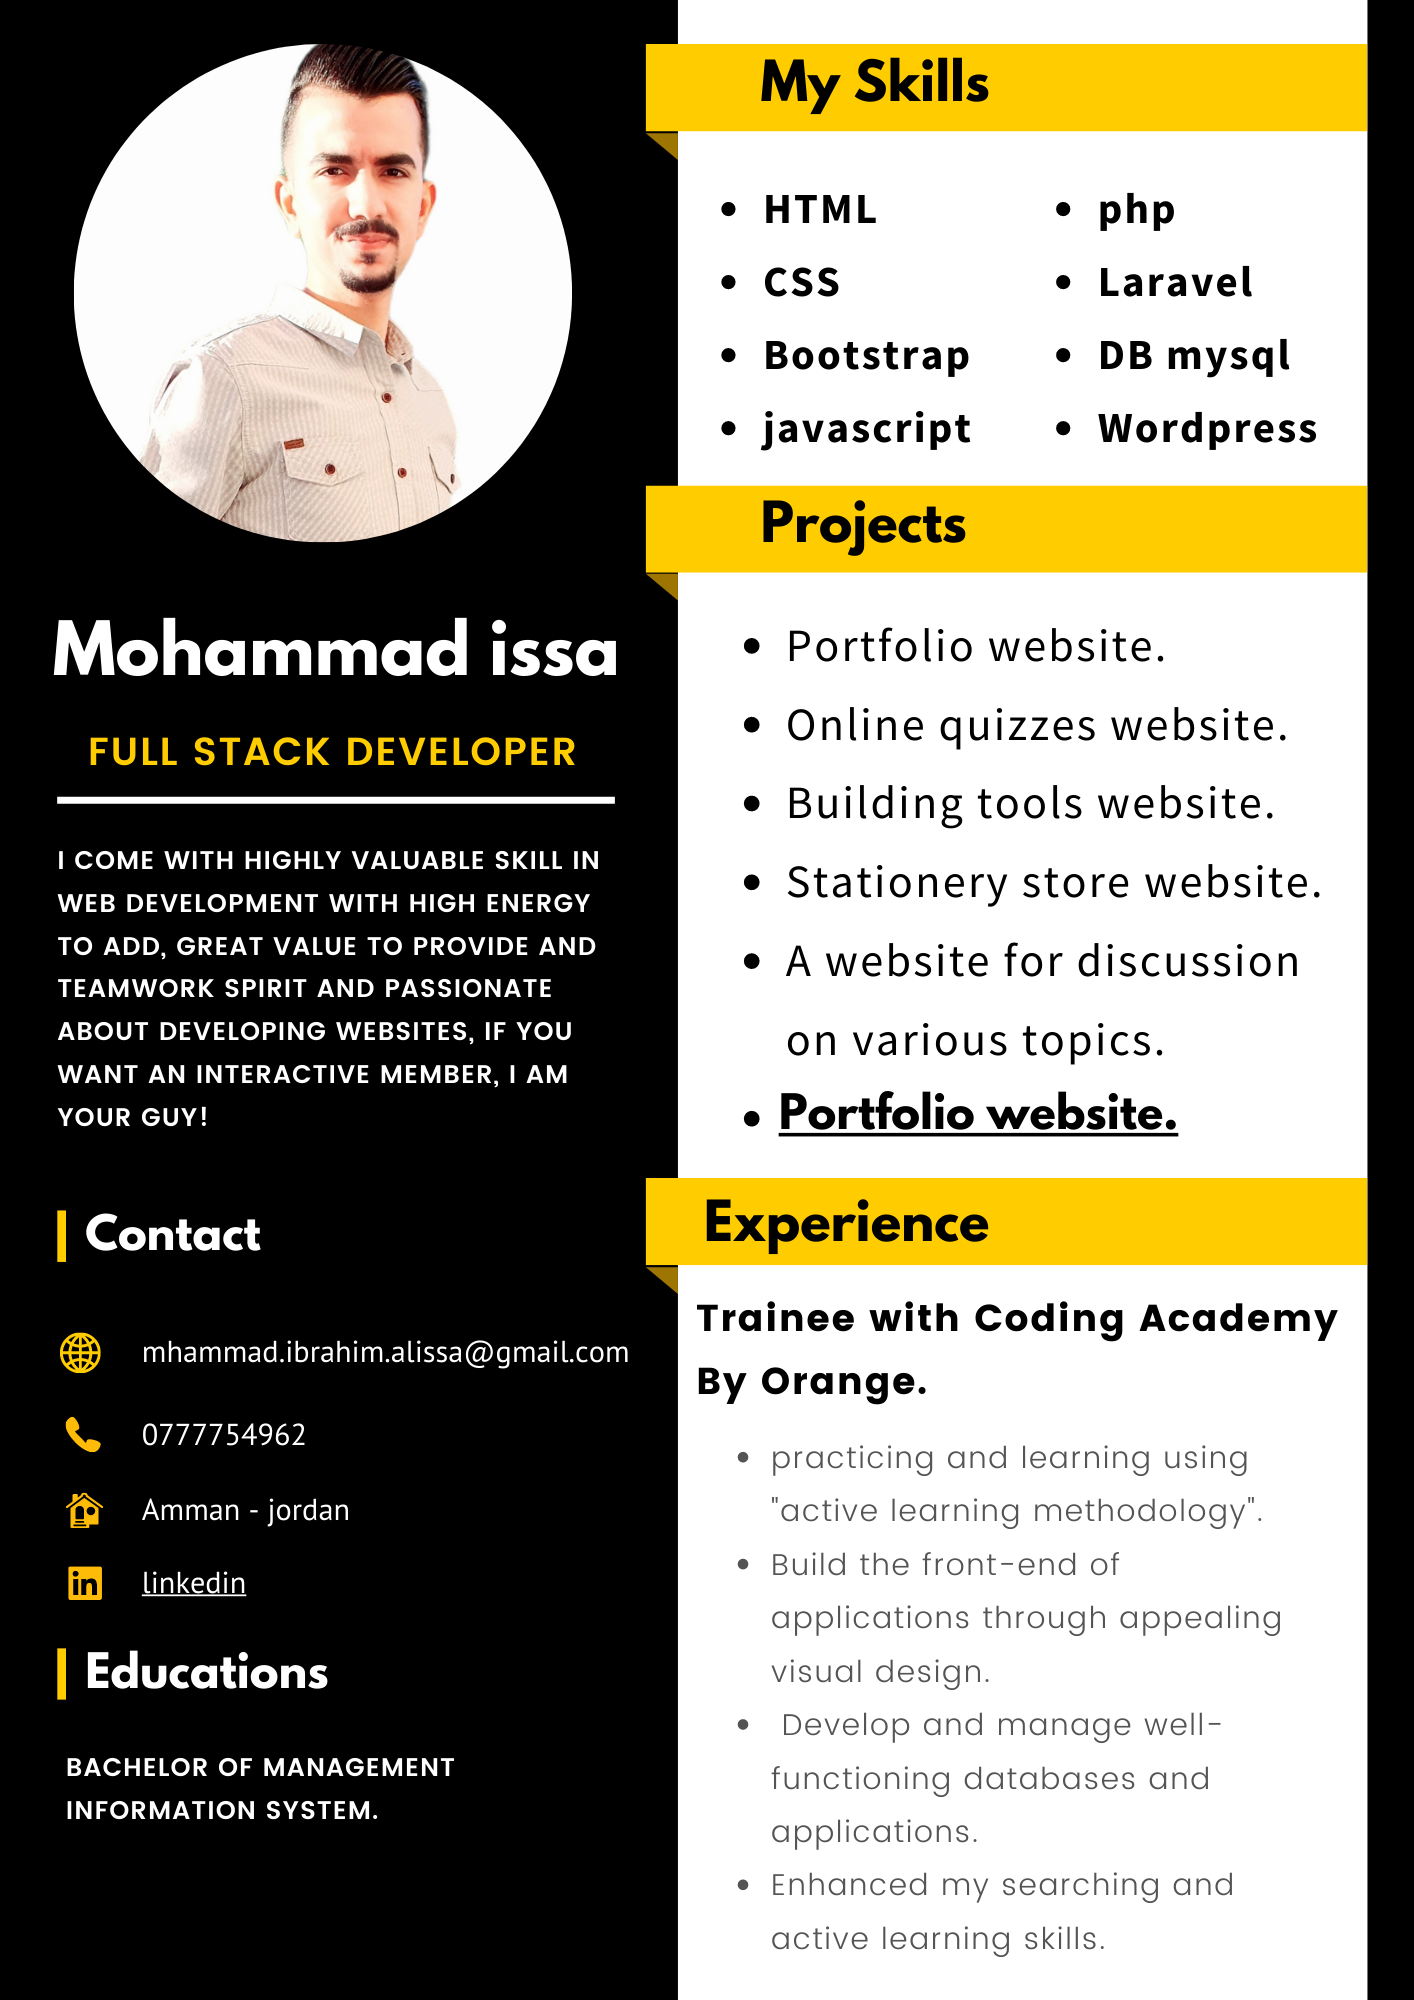 Mohammad issa
FULL STACK DEVELOPER
I COME WITH HIGHLY VALUABLE SKILL IN
WEB DEVELOPMENT WITH HIGH ENERGY
TO ADD, GREAT VALUE TO PROVIDE AND
TEAMWORK SPIRIT AND PASSIONATE
ABOUT DEVELOPING WEBSITES, IF YOU
WANT AN INTERACTIVE MEMBER, I AM
YOUR GUY!
Contact
mhammad.ibrahim.alissa@gmail.com
0777754962
Amman - jordan
linkedin
Educations
BACHELOR OF MANAGEMENT
INFORMATION SYSTEM.
My Skills
• HTML
• CSS
• Bootstrap
• javascript
• php
• Laravel
• DB mysql
• Wordpress
Projects
• Portfolio website.
• Online quizzes website.
• Building tools website.
• Stationery store website.
• A website for discussion
on various topics.
• Portfolio website.
Experience
Trainee with Coding Academy
By Orange.
• practicing and learning using
"active learning methodology".
• Build the front-end of
applications through appealing
visual design.
• Develop and manage well-
functioning databases and
applications.
• Enhanced my searching and
active learning skills.